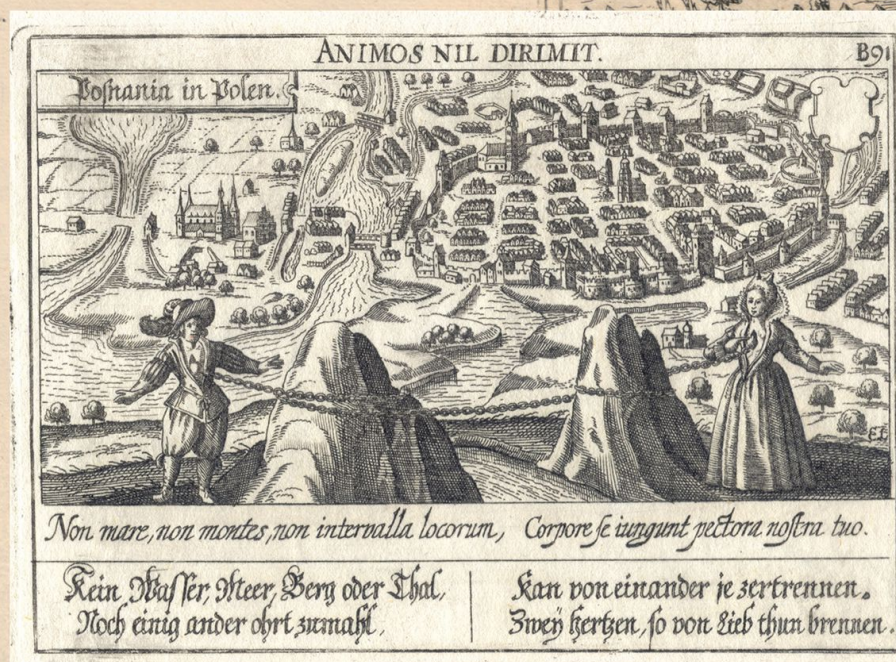 ANIMOS NIL DIRIMIT.
B91
Posnania in Polen.
Non mare, non montes, non intervalla locorum, Corpore se iungunt pectora nostra tuo.
Kein Wasser, Meer, Berg oder Thal, Kan von einander je zertrennen.
Noch einig ander ohrt zumahl, Zweÿ hertzen, so von Lieb thun brennen.